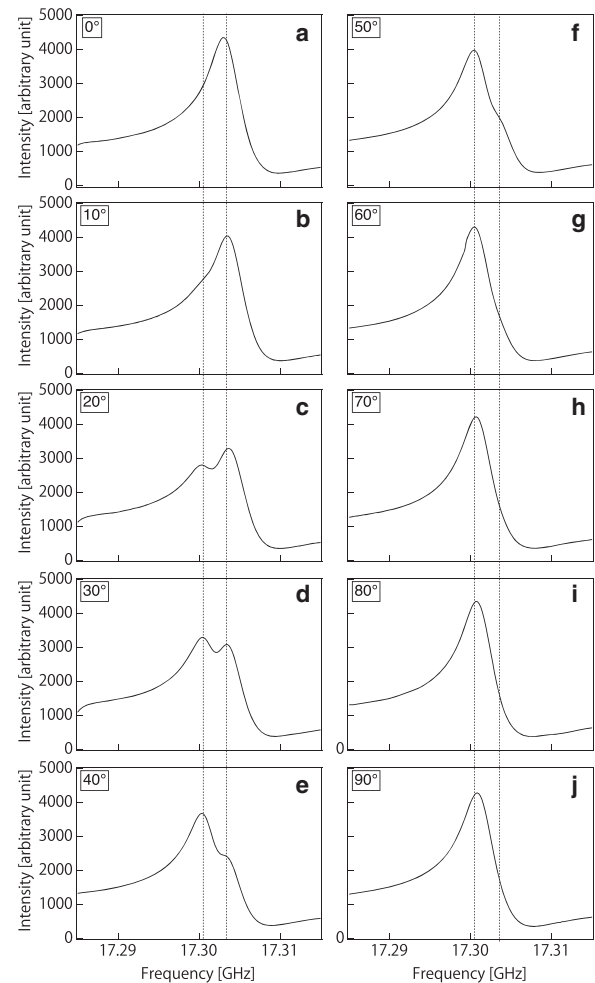 Intensity [arbitrary unit]
5000
4000
3000
2000
1000
0
0°
a
50°
f
Intensity [arbitrary unit]
5000
4000
3000
2000
1000
0
10°
b
60°
g
Intensity [arbitrary unit]
5000
4000
3000
2000
1000
0
20°
c
70°
h
Intensity [arbitrary unit]
5000
4000
3000
2000
1000
0
30°
d
80°
i
0
Intensity [arbitrary unit]
5000
4000
3000
2000
1000
0
40°
e
90°
j
0
17.29 17.30 17.31
17.29 17.30 17.31
Frequency [GHz]
Frequency [GHz]